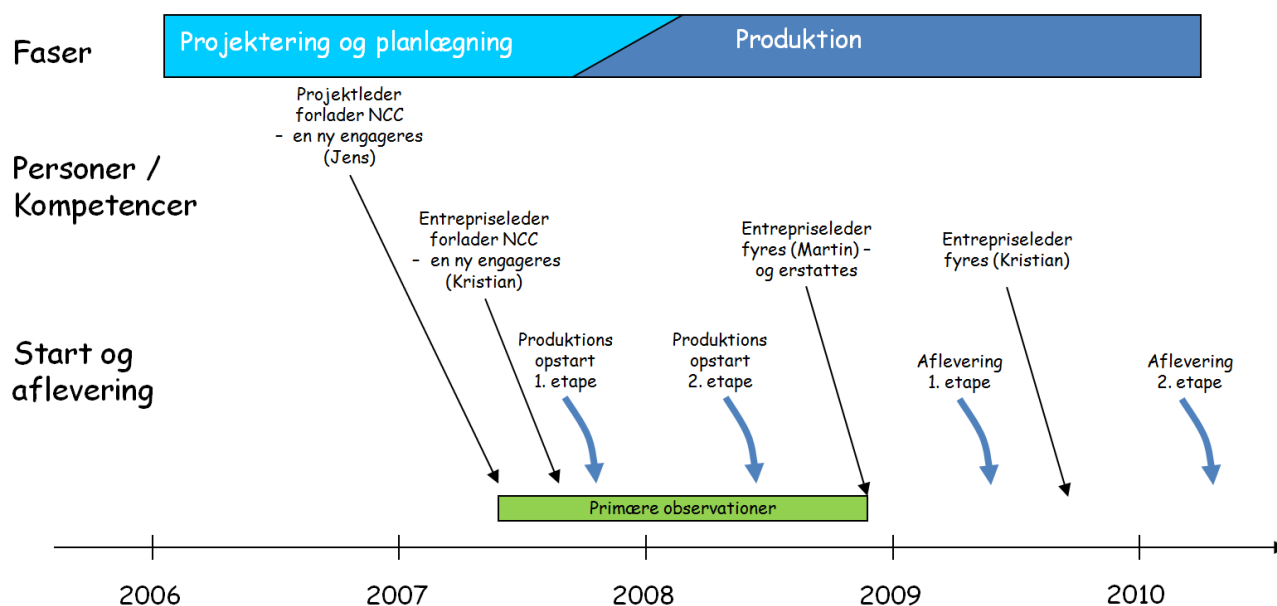 Faser
Projektering og planlægning
Produktion
Projektleder
forlader NCC
– en ny engageres
(Jens)
Personer /
Kompetencer
Entrepriseleder
forlader NCC
– en ny engageres
(Kristian)
Entrepriseleder
fyres (Martin) –
og erstattes
Entrepriseleder
fyres (Kristian)
Start og
aflevering
Produktions
opstart
1. etape
Produktions
opstart
2. etape
Aflevering
1. etape
Aflevering
2. etape
Primære observationer
2006
2007
2008
2009
2010